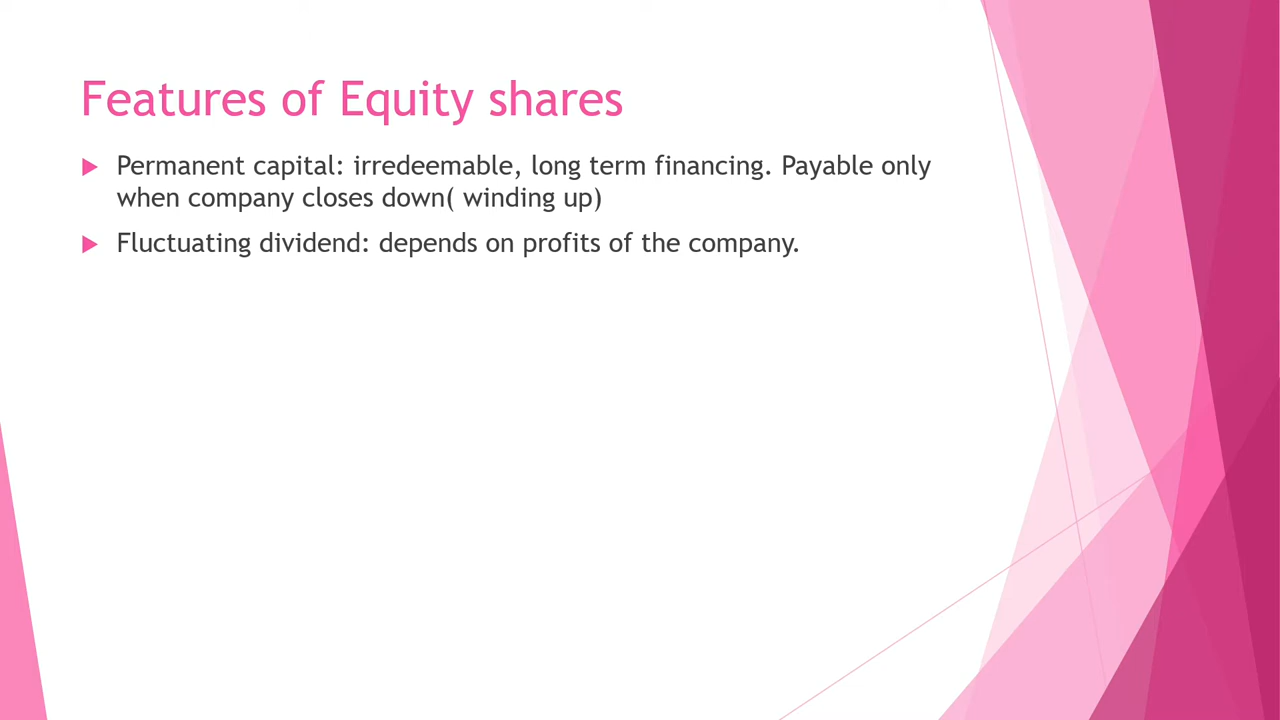 Features of Equity shares
Permanent capital: irredeemable, long term financing. Payable only
when company closes down( winding up)
Fluctuating dividend: depends on profits of the company.